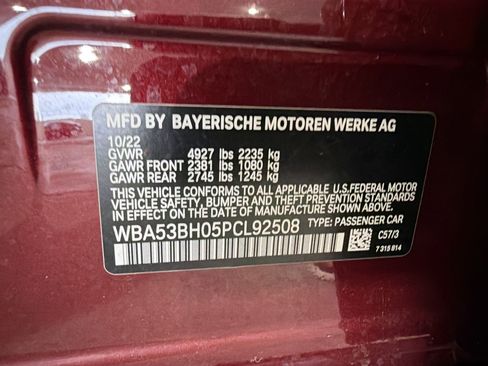 MFD BY BAYERISCHE MOTOREN WERKE AG
10/22
GVWR 4927 lbs 2235 kg
GAWR FRONT 2381 lbs 1080 kg
GAWR REAR 2745 lbs 1245 kg
THIS VEHICLE CONFORMS TO ALL APPLICABLE U.S.FEDERAL MOTOR
VEHICLE SAFETY, BUMPER, AND THEFT PREVENTION STANDARDS
IN EFFECT ON THE DATE OF MANUFACTURE SHOWN ABOVE.
WBA53BH05PCL92508 TYPE: PASSENGER CAR
C57/3
7 315 814